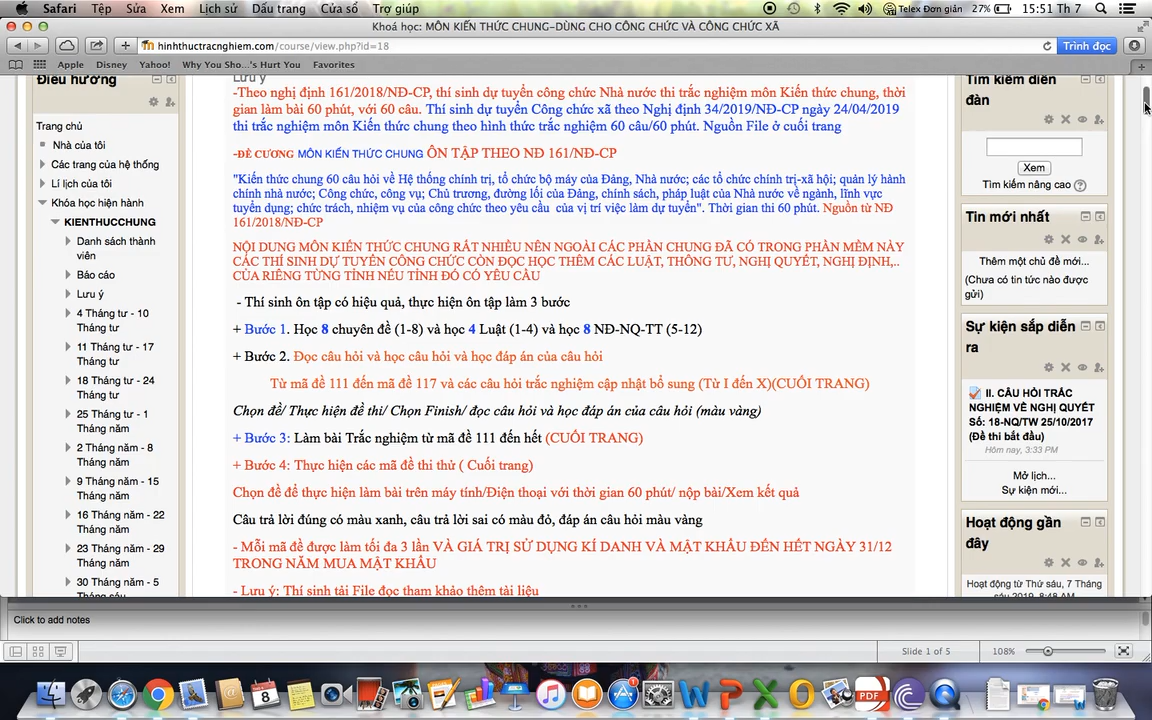 Safari Tệp Sửa Xem Lịch sử Dấu trang Cửa sổ Trợ giúp Telex Đơn giản 27% 15:51 Th 7
Khoá học: MÔN KIẾN THỨC CHUNG-DÙNG CHO CÔNG CHỨC VÀ CÔNG CHỨC XÃ
hinhthuctracnghiem.com/course/view.php?id=18 Trình đọc
Apple Disney Yahoo! Why You Sho...'s Hurt You Favorites
Điều hướng
Trang chủ
Nhà của tôi
Các trang của hệ thống
Lí lịch của tôi
Khóa học hiện hành
KIENTHUCCHUNG
Danh sách thành
viên
Báo cáo
Lưu ý
4 Tháng tư - 10
Tháng tư
11 Tháng tư - 17
Tháng tư
18 Tháng tư - 24
Tháng tư
25 Tháng tư - 1
Tháng năm
2 Tháng năm - 8
Tháng năm
9 Tháng năm - 15
Tháng năm
16 Tháng năm - 22
Tháng năm
23 Tháng năm - 29
Tháng năm
30 Tháng năm - 5
Tháng sáu
Lưu ý
-Theo nghị định 161/2018/NĐ-CP, thí sinh dự tuyển công chức Nhà nước thi trắc nghiệm môn Kiến thức chung, thời
gian làm bài 60 phút, với 60 câu. Thí sinh dự tuyển Công chức xã theo Nghị định 34/2019/NĐ-CP ngày 24/04/2019
thi trắc nghiệm môn Kiến thức chung theo hình thức trắc nghiệm 60 câu/60 phút. Nguồn File ở cuối trang
-ĐỀ CƯƠNG MÔN KIẾN THỨC CHUNG ÔN TẬP THEO NĐ 161/NĐ-CP
"Kiến thức chung 60 câu hỏi về Hệ thống chính trị, tổ chức bộ máy của Đảng, Nhà nước; các tổ chức chính trị-xã hội; quản lý hành
chính nhà nước; Công chức, công vụ; Chủ trương, đường lối của Đảng, chính sách, pháp luật của Nhà nước về ngành, lĩnh vực
tuyển dụng; chức trách, nhiệm vụ của công chức theo yêu cầu của vị trí việc làm dự tuyển". Thời gian thi 60 phút. Nguồn từ NĐ
161/2018/NĐ-CP
NỘI DUNG MÔN KIẾN THỨC CHUNG RẤT NHIỀU NÊN NGOÀI CÁC PHẦN CHUNG ĐÃ CÓ TRONG PHẦN MỀM NÀY
CÁC THÍ SINH DỰ TUYỂN CÔNG CHỨC CÒN ĐỌC HỌC THÊM CÁC LUẬT, THÔNG TƯ, NGHỊ QUYẾT, NGHỊ ĐỊNH,..
CỦA RIÊNG TỪNG TỈNH NẾU TỈNH ĐÓ CÓ YÊU CẦU
- Thí sinh ôn tập có hiệu quả, thực hiện ôn tập làm 3 bước
+ Bước 1. Học 8 chuyên đề (1-8) và học 4 Luật (1-4) và học 8 NĐ-NQ-TT (5-12)
+ Bước 2. Đọc câu hỏi và học câu hỏi và học đáp án của câu hỏi
Từ mã đề 111 đến mã đề 117 và các câu hỏi trắc nghiệm cập nhật bổ sung (Từ I đến X)(CUỐI TRANG)
Chọn đề/ Thực hiện đề thi/ Chọn Finish/ đọc câu hỏi và học đáp án của câu hỏi (màu vàng)
+ Bước 3: Làm bài Trắc nghiệm từ mã đề 111 đến hết (CUỐI TRANG)
+ Bước 4: Thực hiện các mã đề thi thử ( Cuối trang)
Chọn đề để thực hiện làm bài trên máy tính/Điện thoại với thời gian 60 phút/ nộp bài/Xem kết quả
Câu trả lời đúng có màu xanh, câu trả lời sai có màu đỏ, đáp án câu hỏi màu vàng
- Mỗi mã đề được làm tối đa 3 lần VÀ GIÁ TRỊ SỬ DỤNG KÍ DANH VÀ MẬT KHẨU ĐẾN HẾT NGÀY 31/12
TRONG NĂM MUA MẬT KHẨU
- Lưu ý: Thí sinh tải File đọc tham khảo thêm tài liệu
Tìm kiếm diễn
đàn
Xem
Tìm kiếm nâng cao
Tin mới nhất
Thêm một chủ đề mới...
(Chưa có tin tức nào được
gửi)
Sự kiện sắp diễn
ra
II. CÂU HỎI TRẮC
NGHIỆM VỀ NGHỊ QUYẾT
Số: 18-NQ/TW 25/10/2017
(Đề thi bắt đầu)
Hôm nay, 3:33 PM
Mở lịch...
Sự kiện mới...
Hoạt động gần
đây
Hoạt động từ Thứ sáu, 7 Tháng
sáu 2019, 8:48 AM
Click to add notes
Slide 1 of 5 108%